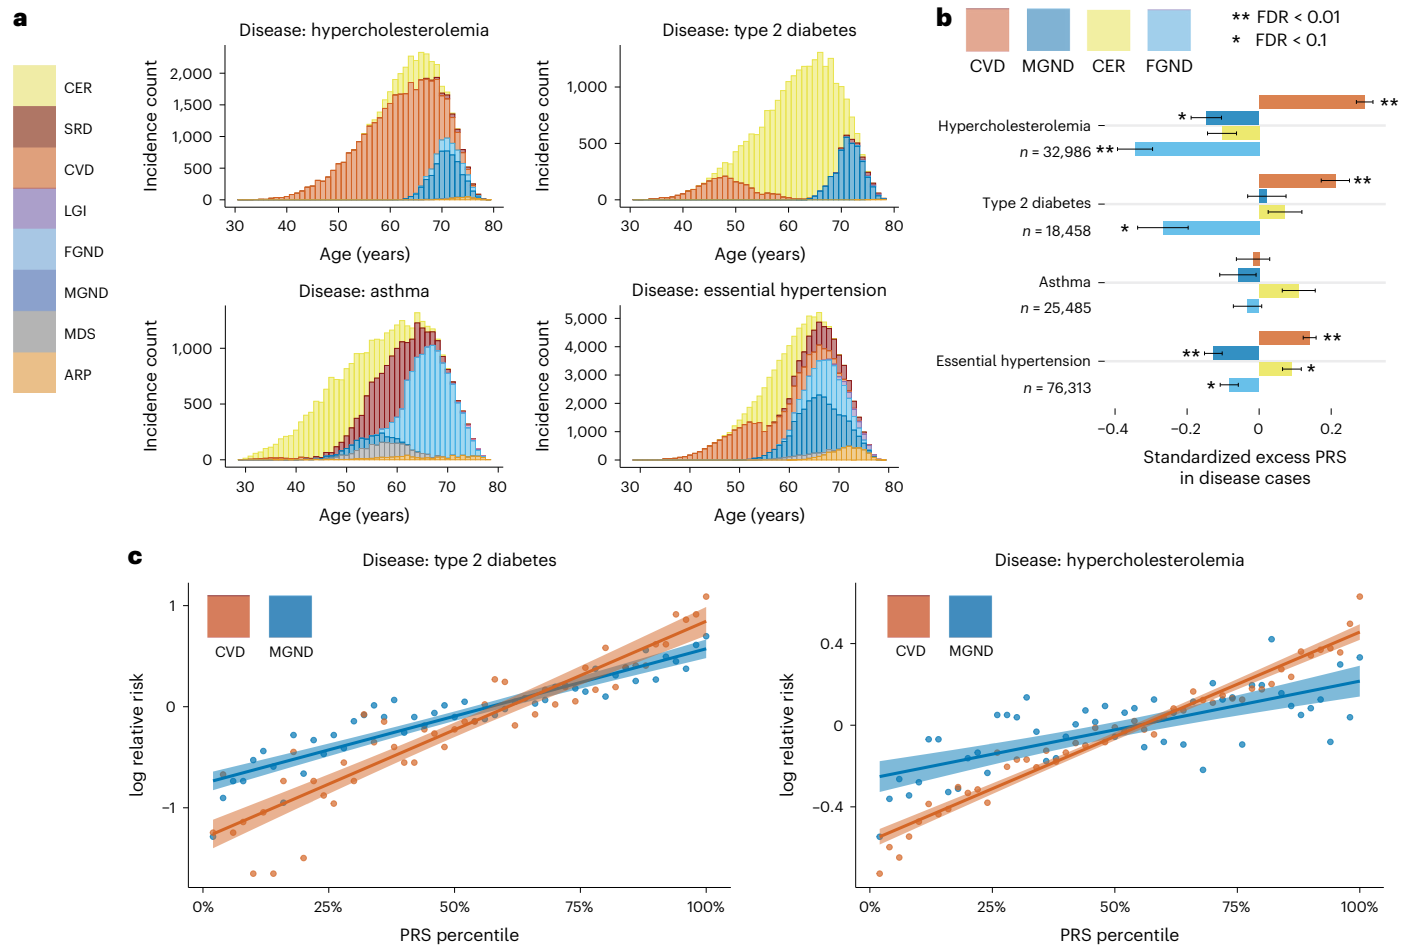 a
CER
SRD
CVD
LGI
FGND
MGND
MDS
ARP
Disease: hypercholesterolemia
Incidence count
2,000
1,500
1,000
500
0
30 40 50 60 70 80
Age (years)
Disease: type 2 diabetes
Incidence count
1,000
500
0
30 40 50 60 70 80
Age (years)
Disease: asthma
Incidence count
1,000
500
0
30 40 50 60 70 80
Age (years)
Disease: essential hypertension
Incidence count
5,000
4,000
3,000
2,000
1,000
0
30 40 50 60 70 80
Age (years)
b
CVD MGND CER FGND
** FDR < 0.01
* FDR < 0.1
Hypercholesterolemia
n = 32,986
**
*
**
Type 2 diabetes
n = 18,458
**
*
Asthma
n = 25,485
Essential hypertension
n = 76,313
**
**
*
*
−0.4 −0.2 0 0.2
Standardized excess PRS
in disease cases
c
Disease: type 2 diabetes
CVD MGND
log relative risk
1
0
−1
0% 25% 50% 75% 100%
PRS percentile
Disease: hypercholesterolemia
CVD MGND
log relative risk
0.4
0
−0.4
0% 25% 50% 75% 100%
PRS percentile